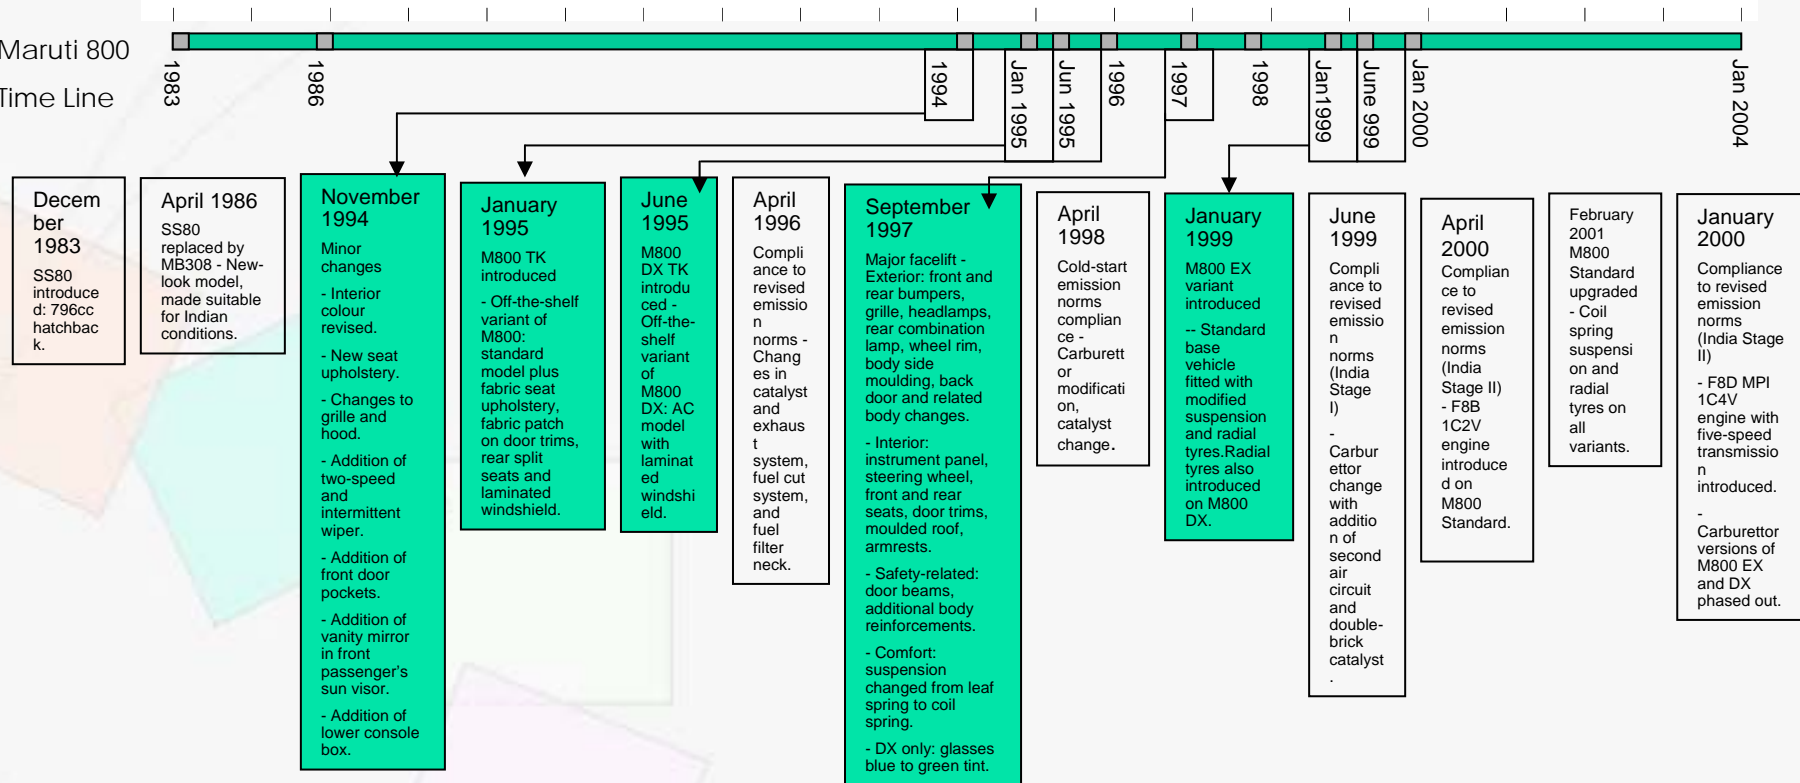 Maruti 800
Time Line
1983
1986
1994
Jan 1995
Jun 1995
1996
1997
1998
Jan1999
June 999
Jan 2000
Jan 2004
Decem
ber
1983
SS80
introduce
d: 796cc
hatchbac
k.
April 1986
SS80
replaced by
MB308 - New-
look model,
made suitable
for Indian
conditions.
November
1994
Minor
changes
- Interior
colour
revised.
- New seat
upholstery.
- Changes to
grille and
hood.
- Addition of
two-speed
and
intermittent
wiper.
- Addition of
front door
pockets.
- Addition of
vanity mirror
in front
passenger's
sun visor.
- Addition of
lower console
box.
January
1995
M800 TK
introduced
- Off-the-shelf
variant of
M800:
standard
model plus
fabric seat
upholstery,
fabric patch
on door trims,
rear split
seats and
laminated
windshield.
June
1995
M800
DX TK
introdu
ced -
Off-the-
shelf
variant
of
M800
DX: AC
model
with
laminat
ed
windshi
eld.
April
1996
Compli
ance to
revised
emissio
n
norms -
Chang
es in
catalyst
and
exhaus
t
system,
fuel cut
system,
and
fuel
filter
neck.
September
1997
Major facelift -
Exterior: front and
rear bumpers,
grille, headlamps,
rear combination
lamp, wheel rim,
body side
moulding, back
door and related
body changes.
- Interior:
instrument panel,
steering wheel,
front and rear
seats, door trims,
moulded roof,
armrests.
- Safety-related:
door beams,
additional body
reinforcements.
- Comfort:
suspension
changed from leaf
spring to coil
spring.
- DX only: glasses
blue to green tint.
April
1998
Cold-start
emission
norms
complian
ce -
Carburett
or
modificati
on,
catalyst
change.
January
1999
M800 EX
variant
introduced
-- Standard
base
vehicle
fitted with
modified
suspension
and radial
tyres.Radial
tyres also
introduced
on M800
DX.
June
1999
Compli
ance to
revised
emissio
n
norms
(India
Stage
I)
-
Carbur
ettor
change
with
additio
n of
second
air
circuit
and
double-
brick
catalyst
.
April
2000
Complian
ce to
revised
emission
norms
(India
Stage II)
- F8B
1C2V
engine
introduce
d on
M800
Standard.
February
2001
M800
Standard
upgraded
- Coil
spring
suspensi
on and
radial
tyres on
all
variants.
January
2000
Compliance
to revised
emission
norms
(India Stage
II)
- F8D MPI
1C4V
engine with
five-speed
transmissio
n
introduced.
-
Carburettor
versions of
M800 EX
and DX
phased out.